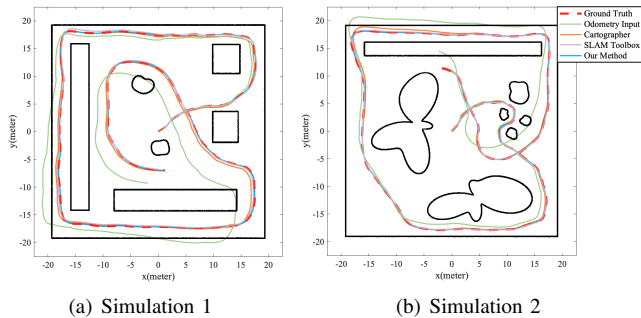 20
15
10
5
0
-5
-10
-15
-20
y(meter)
-15 -10 -5 0 5 10 15 20
x(meter)
(a) Simulation 1
20
15
10
5
0
-5
-10
-15
-20
y(meter)
-20 -15 -10 -5 0 5 10 15 20
x(meter)
(b) Simulation 2
Ground Truth
Odometry Input
Cartographer
SLAM Toolbox
Our Method